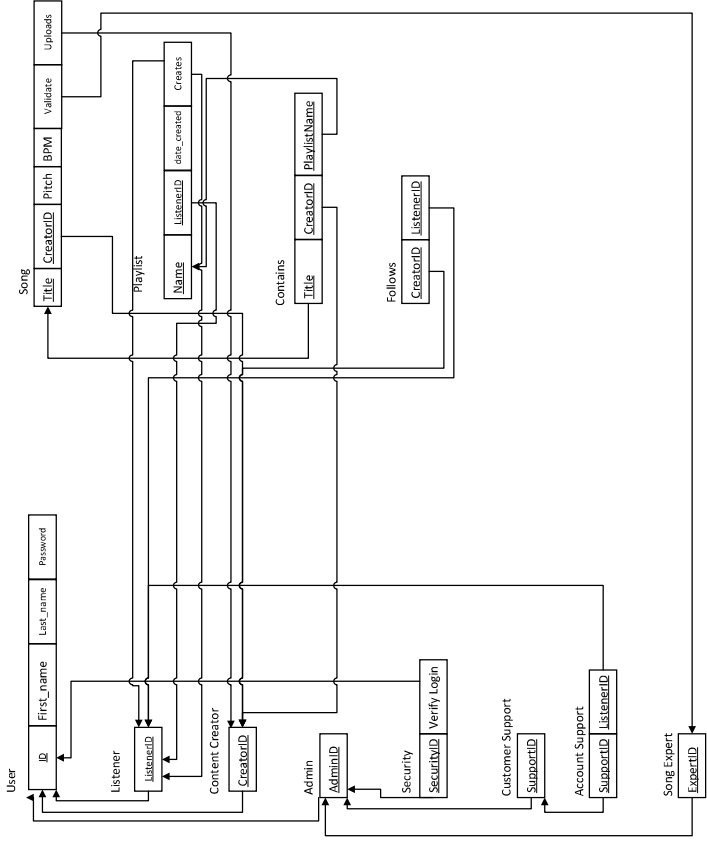 User
ID First_name Last_name Password
Listener
ListenerID
Content Creator
CreatorID
Admin
AdminID
Security
SecurityID Verify Login
Customer Support
SupportID
Account Support
SupportID ListenerID
Song Expert
ExpertID
Song
Title CreatorID Pitch BPM Validate Uploads
Playlist
Name ListenerID date_created Creates
Contains
Title CreatorID PlaylistName
Follows
CreatorID ListenerID